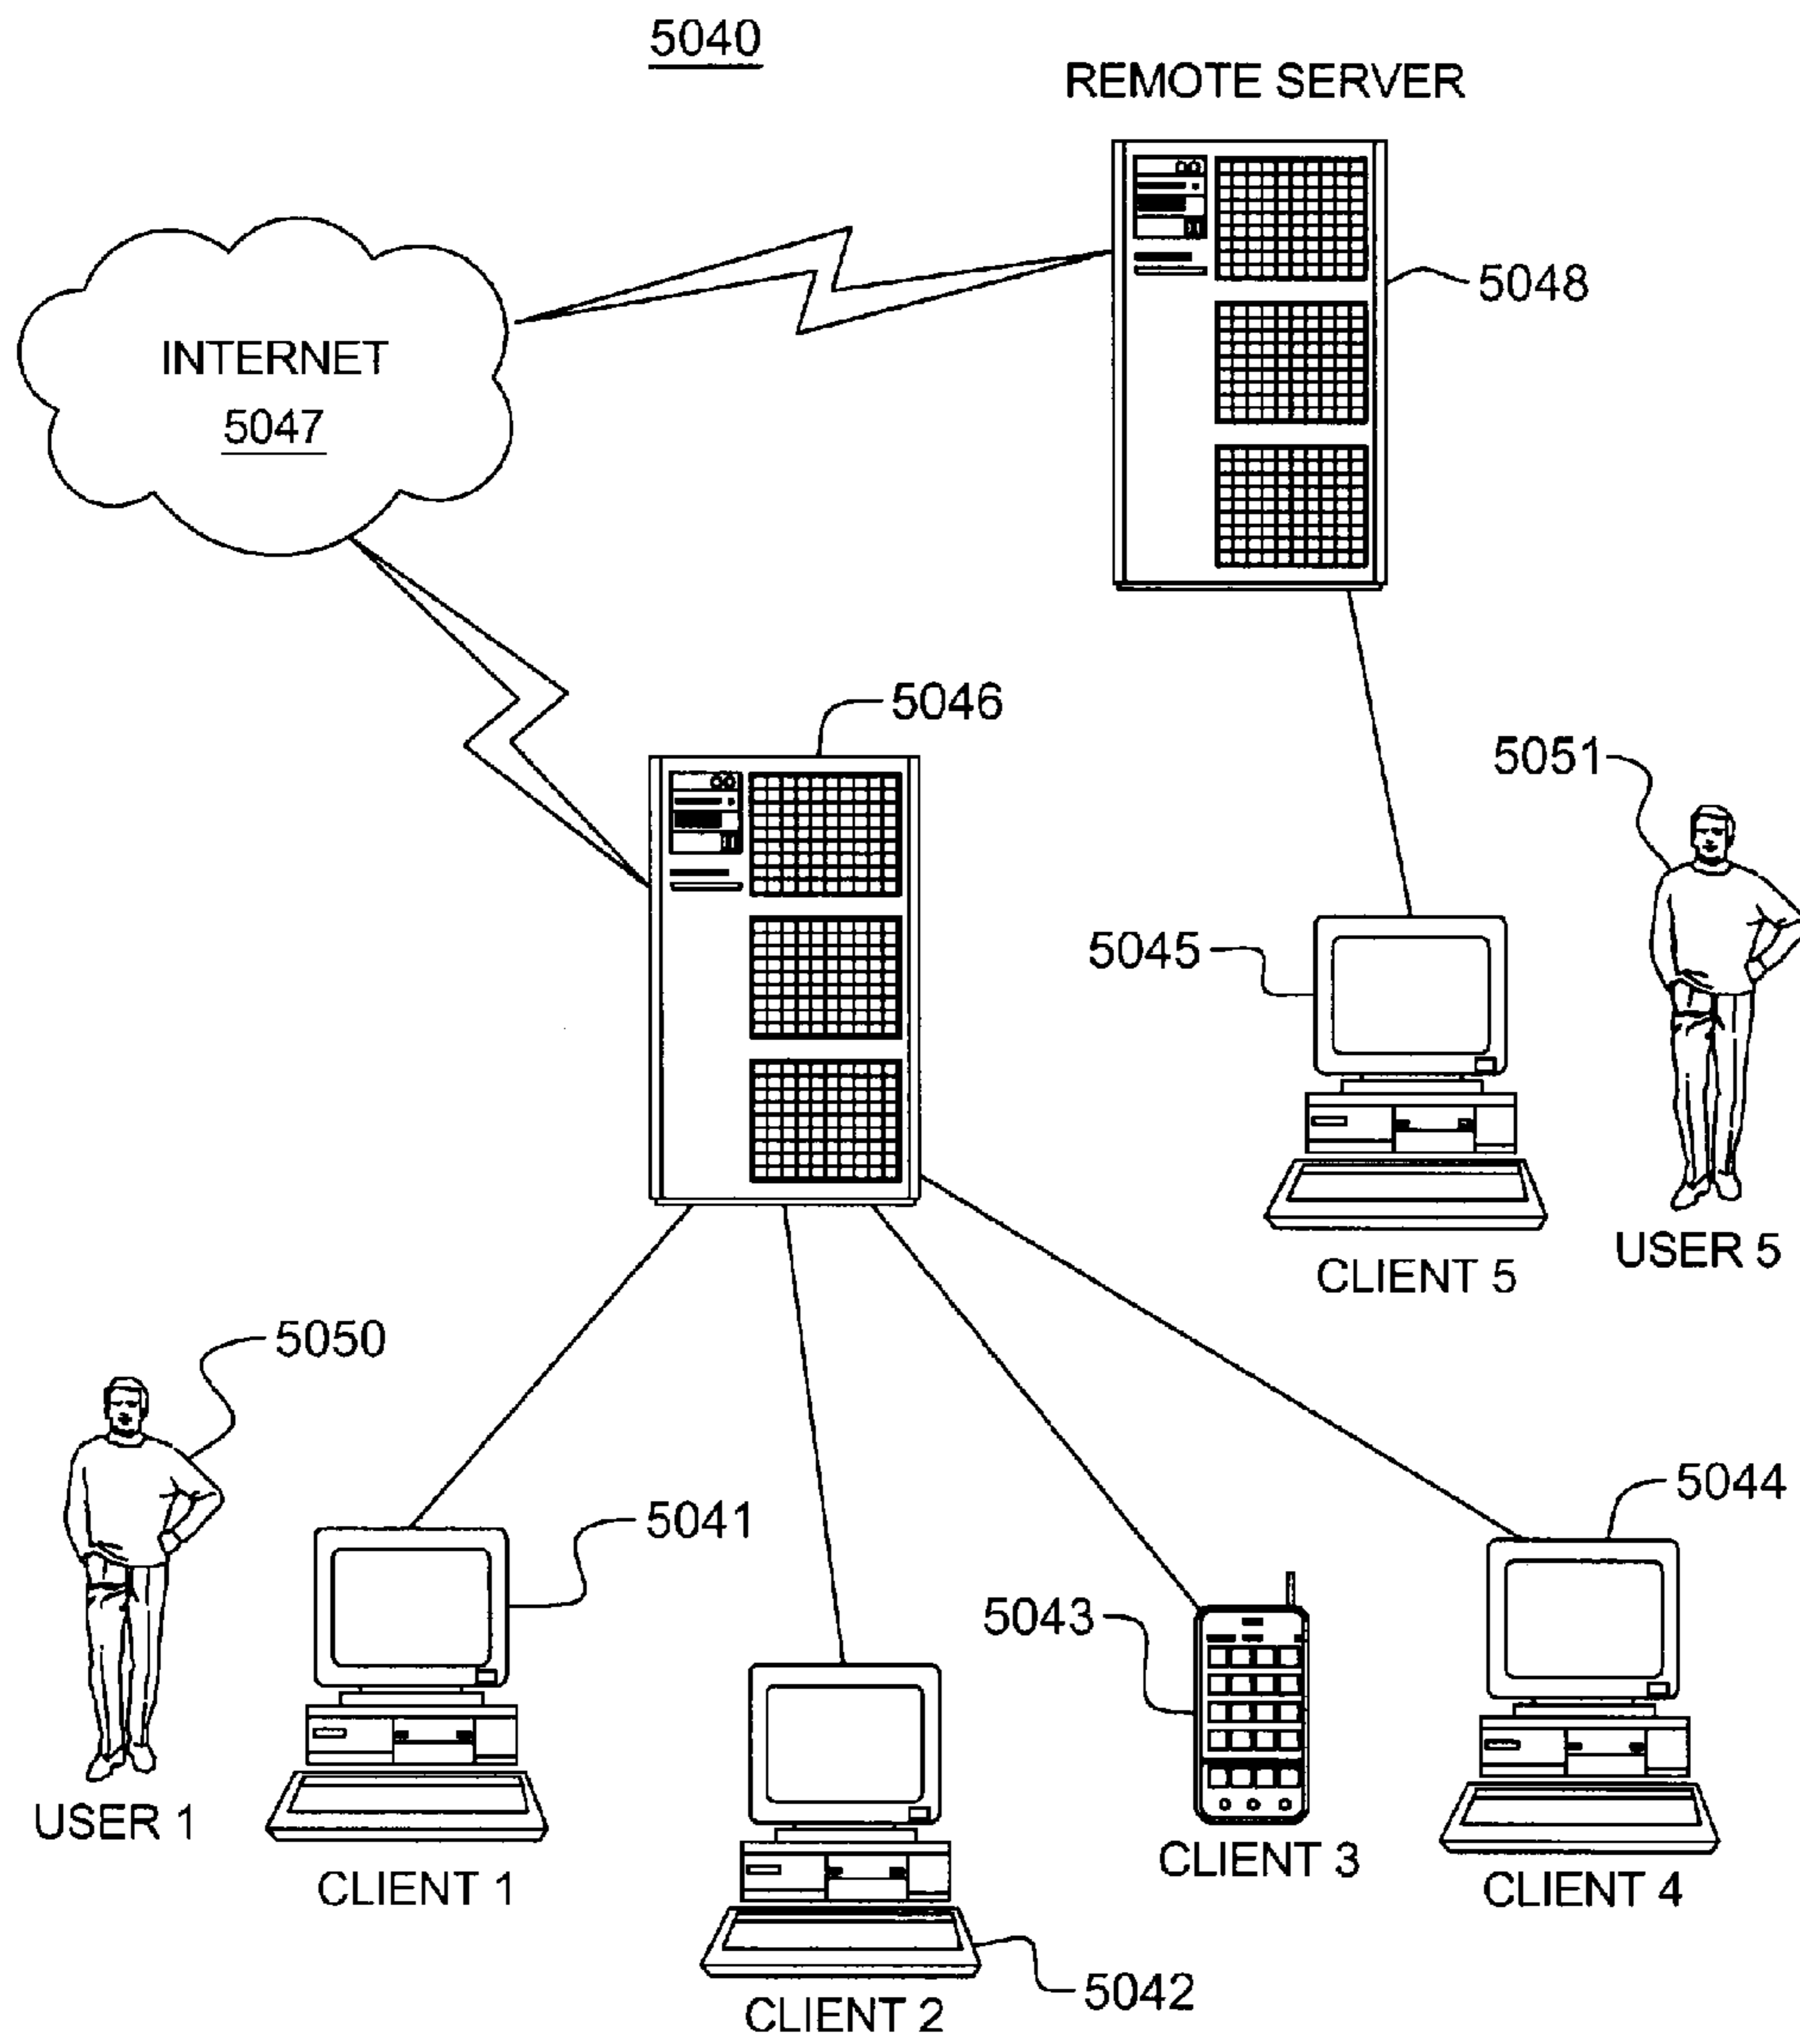 5040
REMOTE SERVER
5048
INTERNET
5047
5046
5051
5045
USER 5
CLIENT 5
5050
5044
5041
5043
USER 1
CLIENT 3
CLIENT 1
CLIENT 4
5042
CLIENT 2